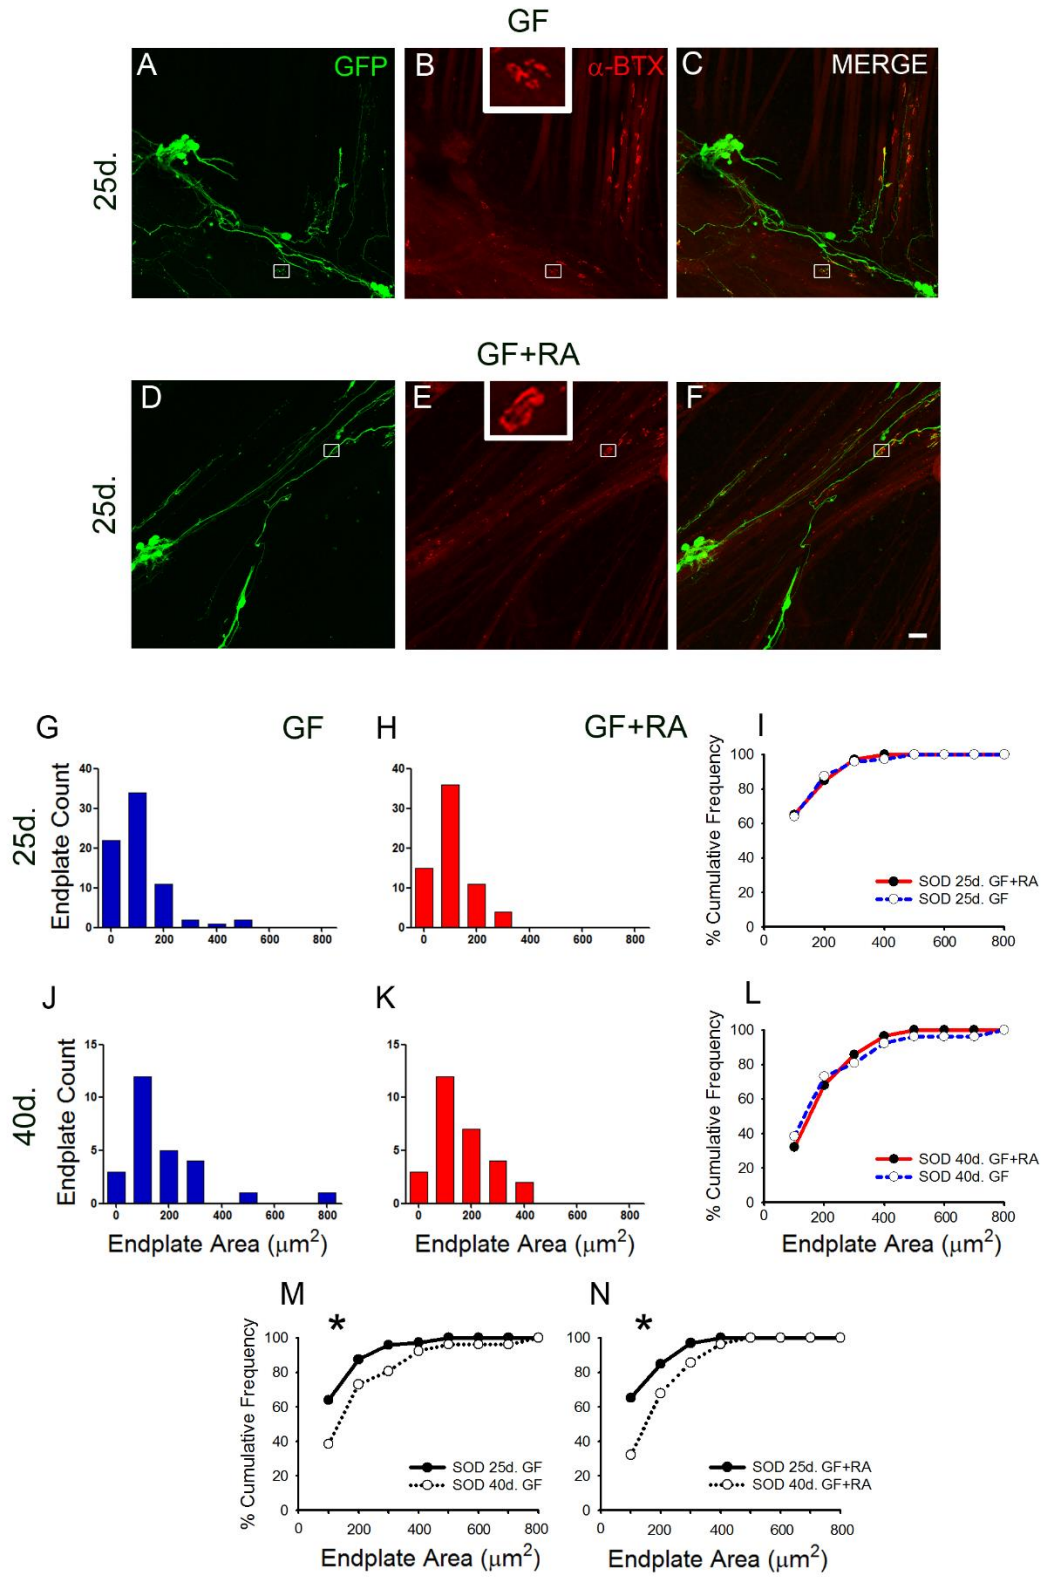 GF
A GFP B α-BTX C MERGE
25d.
GF+RA
D E F
25d.
G GF H GF+RA I
25d.
Endplate Count
40
30
20
10
0
0 200 400 600 800
40
30
20
10
0
0 200 400 600 800
% Cumulative Frequency
100
80
60
40
20
0
0 200 400 600 800
SOD 25d. GF+RA
SOD 25d. GF
J K L
40d.
Endplate Count
15
10
5
0
0 200 400 600 800
Endplate Area (μm²)
15
10
5
0
0 200 400 600 800
Endplate Area (μm²)
% Cumulative Frequency
100
80
60
40
20
0
0 200 400 600 800
SOD 40d. GF+RA
SOD 40d. GF
Endplate Area (μm²)
M N
*
% Cumulative Frequency
100
80
60
40
20
0
0 200 400 600 800
SOD 25d. GF
SOD 40d. GF
Endplate Area (μm²)
*
100
80
60
40
20
0
0 200 400 600 800
SOD 25d. GF+RA
SOD 40d. GF+RA
Endplate Area (μm²)